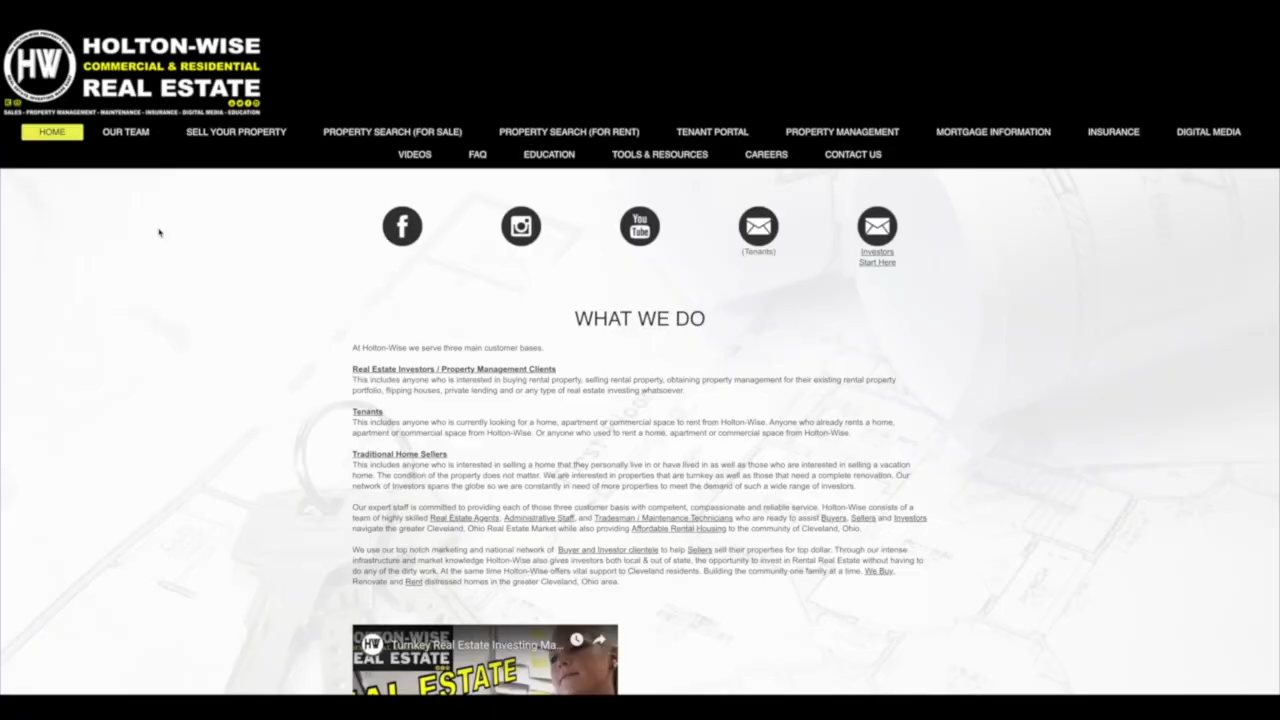 HW
HOLTON-WISE
COMMERCIAL & RESIDENTIAL
REAL ESTATE
SALES - PROPERTY MANAGEMENT - MAINTENANCE - INSURANCE - DIGITAL MEDIA - EDUCATION
HOME OUR TEAM SELL YOUR PROPERTY PROPERTY SEARCH (FOR SALE) PROPERTY SEARCH (FOR RENT) TENANT PORTAL PROPERTY MANAGEMENT MORTGAGE INFORMATION INSURANCE DIGITAL MEDIA
VIDEOS FAQ EDUCATION TOOLS & RESOURCES CAREERS CONTACT US
You
Tube
(Tenants) Investors
Start Here
WHAT WE DO
At Holton-Wise we serve three main customer bases.
Real Estate Investors / Property Management Clients
This includes anyone who is interested in buying rental property, selling rental property, obtaining property management for their existing rental property
portfolio, flipping houses, private lending and or any type of real estate investing whatsoever.
Tenants
This includes anyone who is currently looking for a home, apartment or commercial space to rent from Holton-Wise. Anyone who already rents a home,
apartment or commercial space from Holton-Wise. Or anyone who used to rent a home, apartment or commercial space from Holton-Wise.
Traditional Home Sellers
This includes anyone who is interested in selling a home that they personally live in or have lived in as well as those who are interested in selling a vacation
home. The condition of the property does not matter. We are interested in properties that are turnkey as well as those that need a complete renovation. Our
network of Investors spans the globe so we are constantly in need of more properties to meet the demand of such a wide range of investors.
Our expert staff is committed to providing each of those three customer basis with competent, compassionate and reliable service. Holton-Wise consists of a
team of highly skilled Real Estate Agents, Administrative Staff, and Tradesman / Maintenance Technicians who are ready to assist Buyers, Sellers and Investors
navigate the greater Cleveland, Ohio Real Estate Market while also providing Affordable Rental Housing to the community of Cleveland, Ohio.
We use our top notch marketing and national network of Buyer and Investor clientele to help Sellers sell their properties for top dollar. Through our intense
infrastructure and market knowledge Holton-Wise also gives investors both local & out of state, the opportunity to invest in Rental Real Estate without having to
do any of the dirty work. At the same time Holton-Wise offers vital support to Cleveland residents. Building the community one family at a time. We Buy,
Renovate and Rent distressed homes in the greater Cleveland, Ohio area.
HOLTON-WISE
HW Turnkey Real Estate Investing Ma...
EAL ESTATE
AL ESTATE